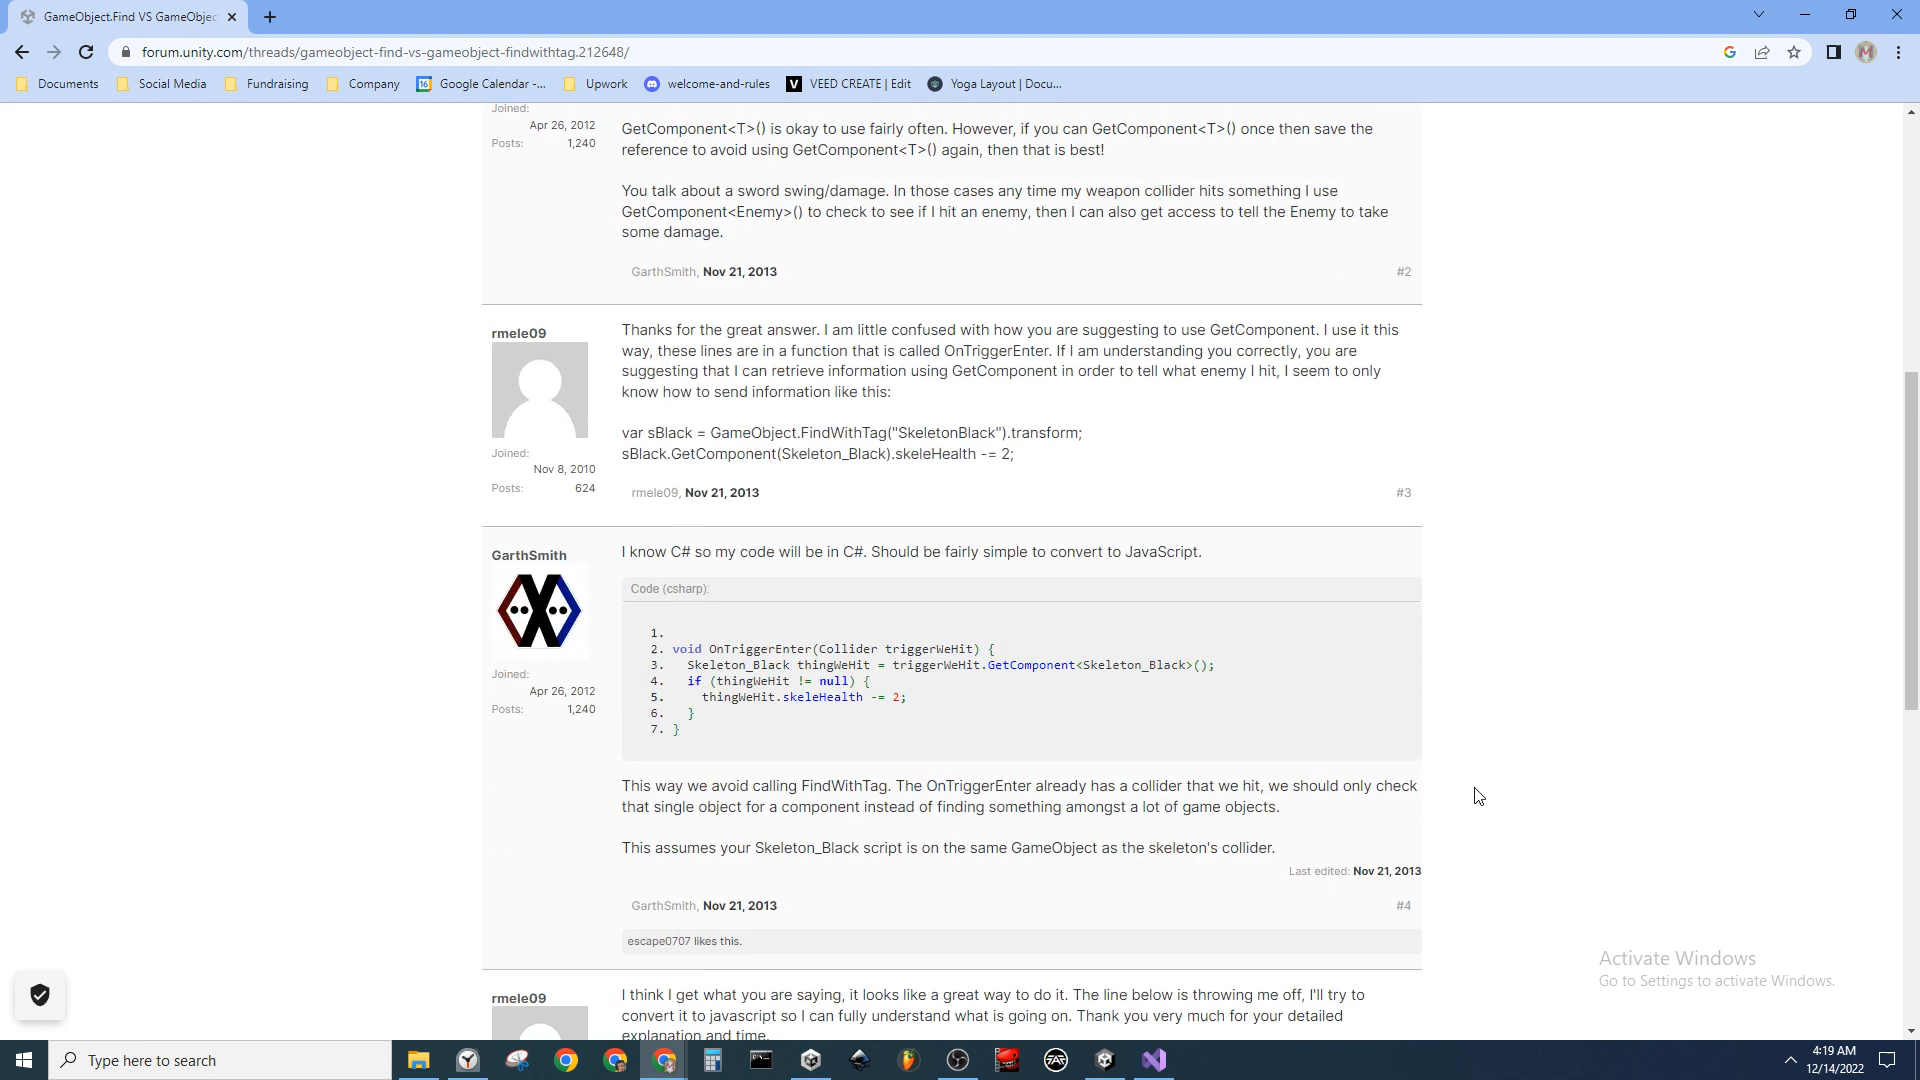 GameObject.Find VS GameObjec
forum.unity.com/threads/gameobject-find-vs-gameobject-findwithtag.212648/
Documents
Social Media
Fundraising
Company
Google Calendar -...
Upwork
welcome-and-rules
VEED CREATE | Edit
Yoga Layout | Docu...
Joined:
Apr 26, 2012
Posts: 1,240
GetComponent<T>() is okay to use fairly often. However, if you can GetComponent<T>() once then save the
reference to avoid using GetComponent<T>() again, then that is best!
You talk about a sword swing/damage. In those cases any time my weapon collider hits something I use
GetComponent<Enemy>() to check to see if I hit an enemy, then I can also get access to tell the Enemy to take
some damage.
GarthSmith, Nov 21, 2013 #2
rmele09
Joined:
Nov 8, 2010
Posts: 624
Thanks for the great answer. I am little confused with how you are suggesting to use GetComponent. I use it this
way, these lines are in a function that is called OnTriggerEnter. If I am understanding you correctly, you are
suggesting that I can retrieve information using GetComponent in order to tell what enemy I hit, I seem to only
know how to send information like this:
var sBlack = GameObject.FindWithTag("SkeletonBlack").transform;
sBlack.GetComponent(Skeleton_Black).skeleHealth -= 2;
rmele09, Nov 21, 2013 #3
GarthSmith
Joined:
Apr 26, 2012
Posts: 1,240
I know C# so my code will be in C#. Should be fairly simple to convert to JavaScript.
Code (csharp):
1.
2. void OnTriggerEnter(Collider triggerWeHit) {
3. Skeleton_Black thingWeHit = triggerWeHit.GetComponent<Skeleton_Black>();
4. if (thingWeHit != null) {
5. thingWeHit.skeleHealth -= 2;
6. }
7. }
This way we avoid calling FindWithTag. The OnTriggerEnter already has a collider that we hit, we should only check
that single object for a component instead of finding something amongst a lot of game objects.
This assumes your Skeleton_Black script is on the same GameObject as the skeleton's collider.
Last edited: Nov 21, 2013
GarthSmith, Nov 21, 2013 #4
escape0707 likes this.
rmele09
I think I get what you are saying, it looks like a great way to do it. The line below is throwing me off, I'll try to
convert it to javascript so I can fully understand what is going on. Thank you very much for your detailed
explanation and time.
Activate Windows
Go to Settings to activate Windows.
Type here to search
4:19 AM
12/14/2022